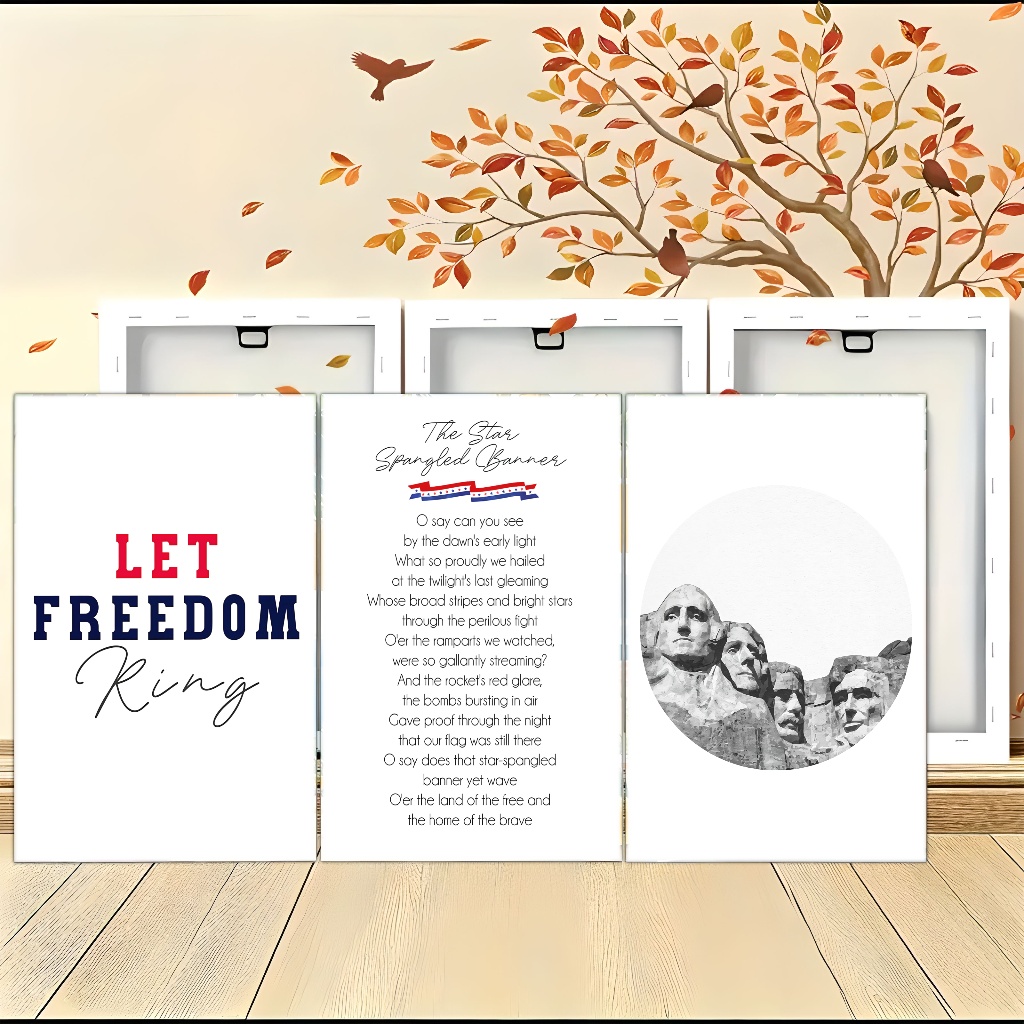 LET
FREEDOM
Ring
The Star
Spangled Banner
O say can you see
by the dawn's early light
What so proudly we hailed
at the twilight's last gleaming
Whose broad stripes and bright stars
through the perilous fight
O'er the ramparts we watched,
were so gallantly streaming?
And the rocket's red glare,
the bombs bursting in air
Gave proof through the night
that our flag was still there
O say does that star-spangled
banner yet wave
O'er the land of the free and
the home of the brave